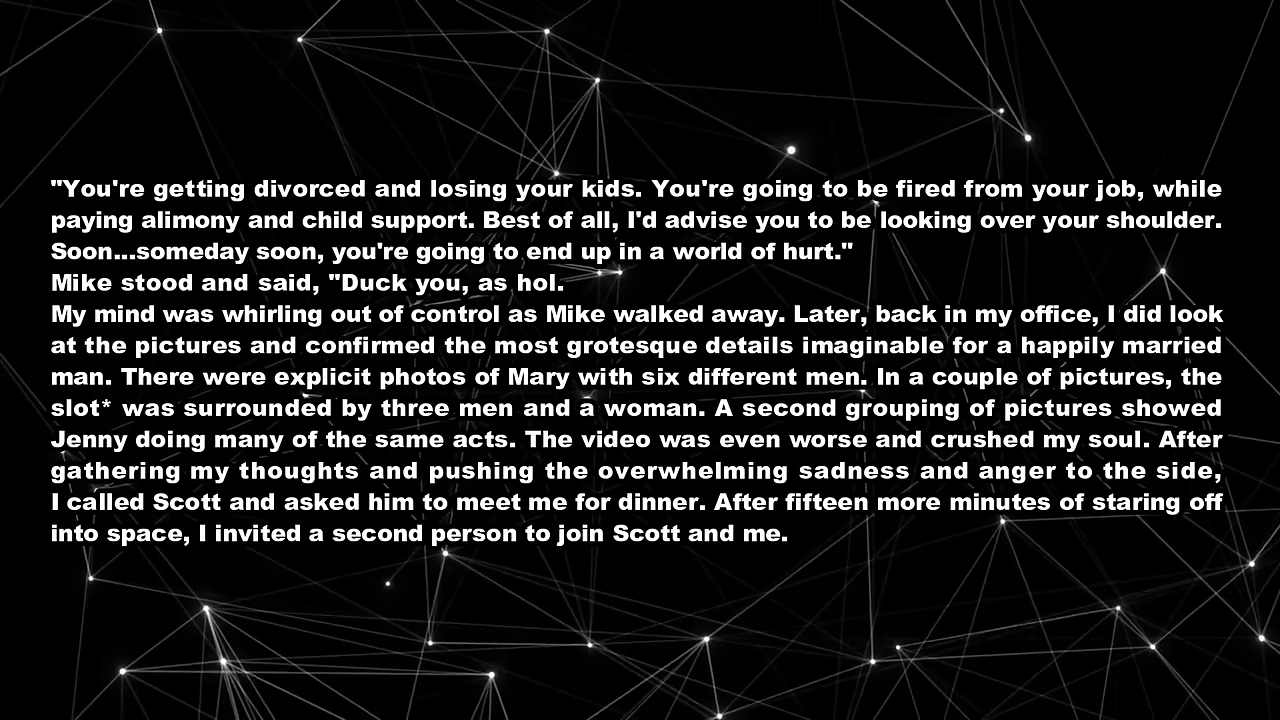 "You're getting divorced and losing your kids. You're going to be fired from your job, while
paying alimony and child support. Best of all, I'd advise you to be looking over your shoulder.
Soon...someday soon, you're going to end up in a world of hurt."
Mike stood and said, "Duck you, as hol.
My mind was whirling out of control as Mike walked away. Later, back in my office, I did look
at the pictures and confirmed the most grotesque details imaginable for a happily married
man. There were explicit photos of Mary with six different men. In a couple of pictures, the
slot* was surrounded by three men and a woman. A second grouping of pictures showed
Jenny doing many of the same acts. The video was even worse and crushed my soul. After
gathering my thoughts and pushing the overwhelming sadness and anger to the side,
I called Scott and asked him to meet me for dinner. After fifteen more minutes of staring off
into space, I invited a second person to join Scott and me.